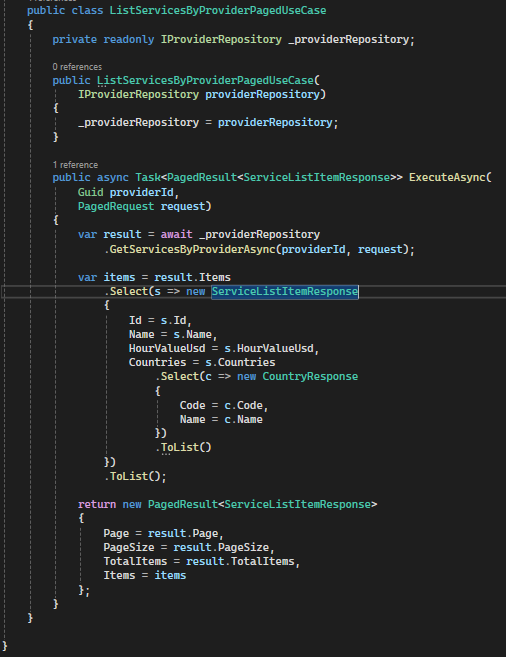 public class ListServicesByProviderPagedUseCase
{
    private readonly IProviderRepository _providerRepository;
    0 references
    public ListServicesByProviderPagedUseCase(
        IProviderRepository providerRepository)
    {
        _providerRepository = providerRepository;
    }
    1 reference
    public async Task<PagedResult<ServiceListItemResponse>> ExecuteAsync(
        Guid providerId,
        PagedRequest request)
    {
        var result = await _providerRepository
            .GetServicesByProviderAsync(providerId, request);
        var items = result.Items
            .Select(s => new ServiceListItemResponse
            {
                Id = s.Id,
                Name = s.Name,
                HourValueUsd = s.HourValueUsd,
                Countries = s.Countries
                    .Select(c => new CountryResponse
                    {
                        Code = c.Code,
                        Name = c.Name
                    })
                    .ToList()
            })
            .ToList();
        return new PagedResult<ServiceListItemResponse>
        {
            Page = result.Page,
            PageSize = result.PageSize,
            TotalItems = result.TotalItems,
            Items = items
        };
    }
}
}